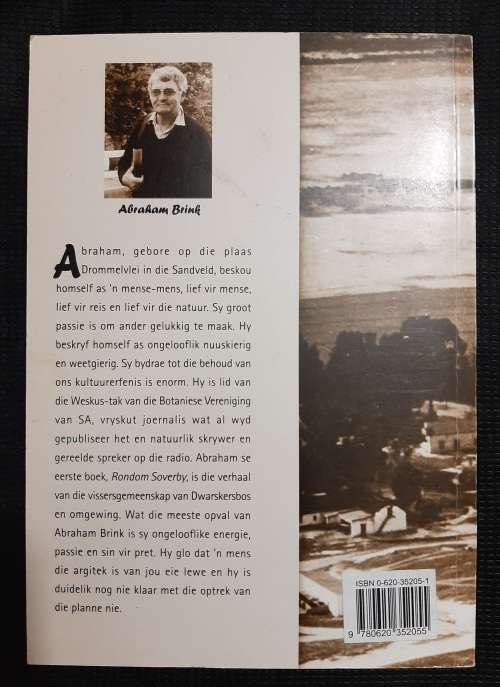 Abraham Brink
Abraham, gebore op die plaas
Drommelvlei in die Sandveld, beskou
homself as 'n mense-mens, lief vir mense,
lief vir reis en lief vir die natuur. Sy groot
passie is om ander gelukkig te maak. Hy
beskryf homself as ongelooflik nuuskierig
en weetgierig. Sy bydrae tot die behoud van
ons kultuurerfenis is enorm. Hy is lid van
die Weskus-tak van die Botaniese Vereniging
van SA, vryskut joernalis wat al wyd
gepubliseer het en natuurlik skrywer en
gereelde spreker op die radio. Abraham se
eerste boek, Rondom Soverby, is die verhaal
van die vissersgemeenskap van Dwarskersbos
en omgewing. Wat die meeste opval van
Abraham Brink is sy ongelooflike energie,
passie en sin vir pret. Hy glo dat 'n mens
die argitek is van jou eie lewe en hy is
duidelik nog nie klaar met die optrek van
die planne nie.
ISBN 0-620-35205-1
9 780620 352055